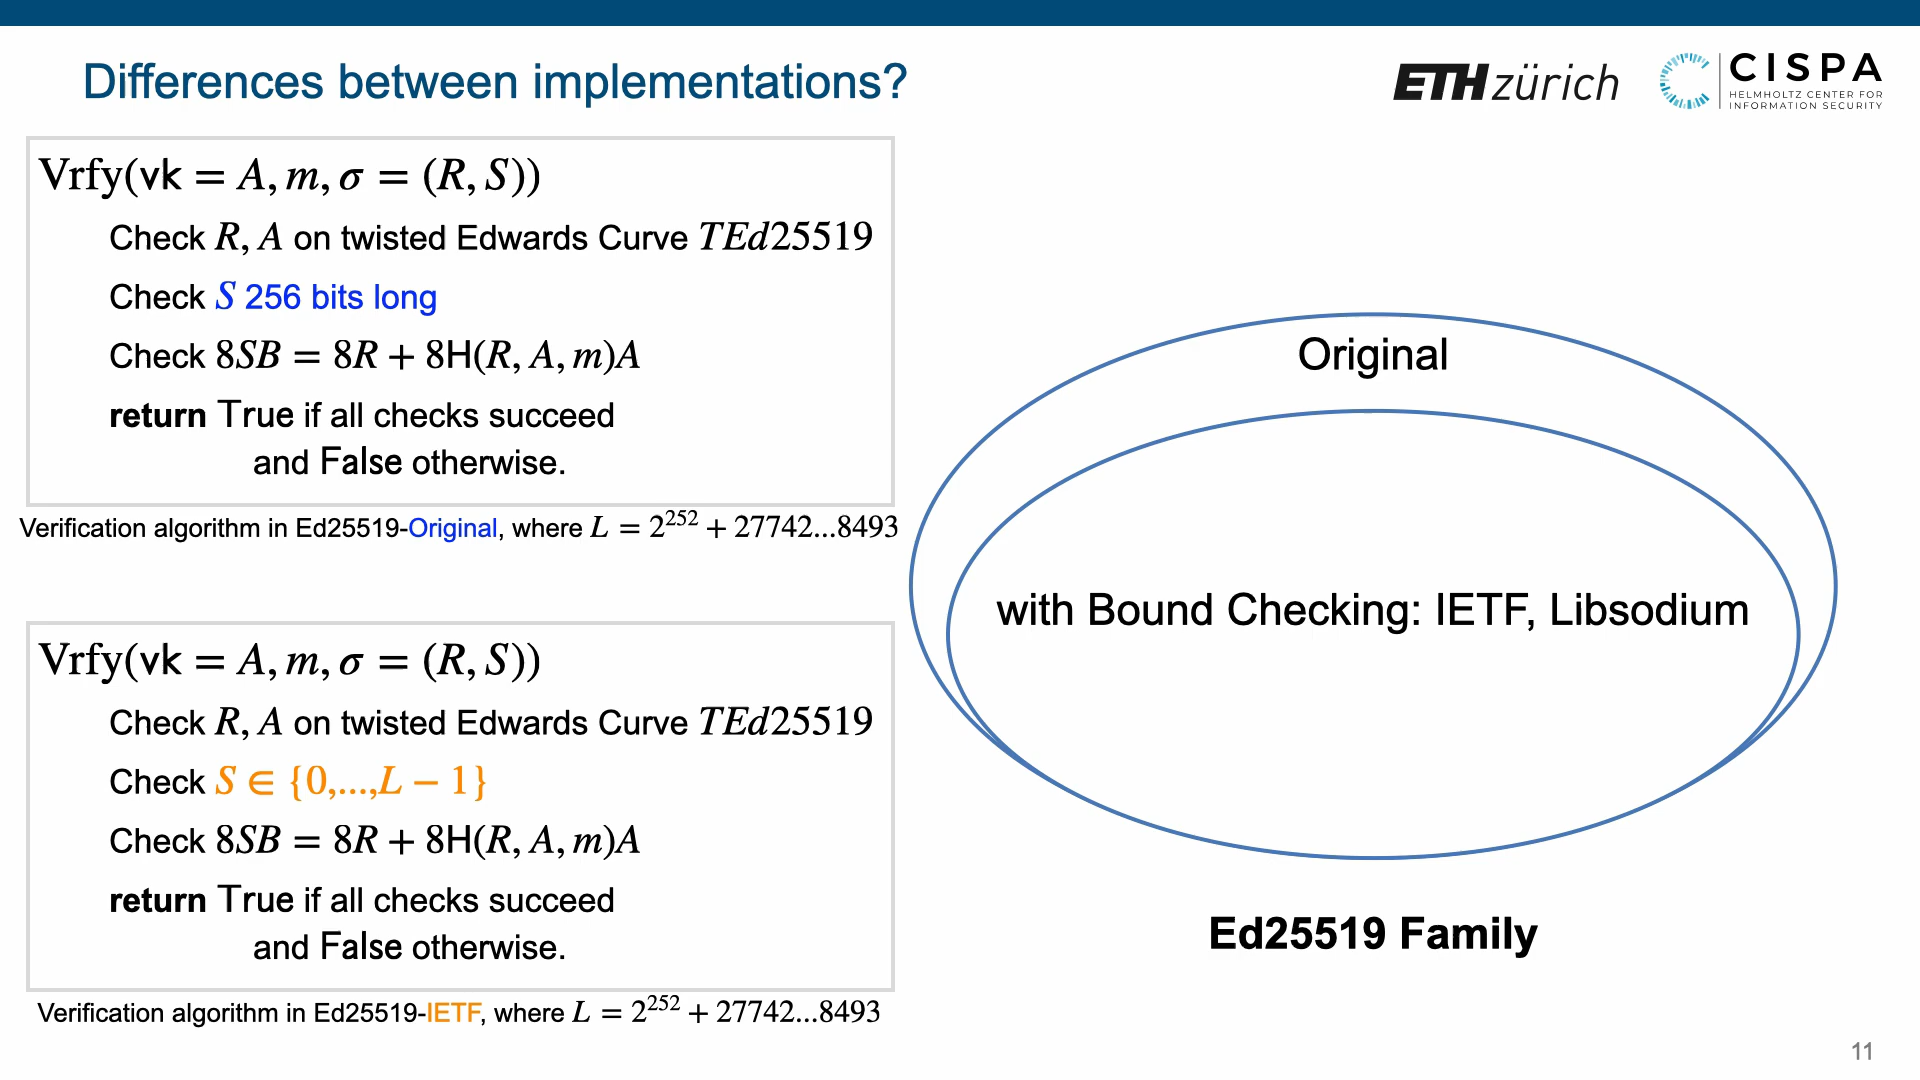 Differences between implementations?
ETH zürich
CISPA
HELMHOLTZ CENTER FOR
INFORMATION SECURITY
Vrfy(vk = A, m, σ = (R, S))
Check R, A on twisted Edwards Curve TEd25519
Check S 256 bits long
Check 8SB = 8R + 8H(R, A, m)A
return True if all checks succeed
and False otherwise.
Verification algorithm in Ed25519-Original, where L = 2²⁵² + 27742...8493
Vrfy(vk = A, m, σ = (R, S))
Check R, A on twisted Edwards Curve TEd25519
Check S ∈ {0,...,L − 1}
Check 8SB = 8R + 8H(R, A, m)A
return True if all checks succeed
and False otherwise.
Verification algorithm in Ed25519-IETF, where L = 2²⁵² + 27742...8493
Original
with Bound Checking: IETF, Libsodium
Ed25519 Family
11